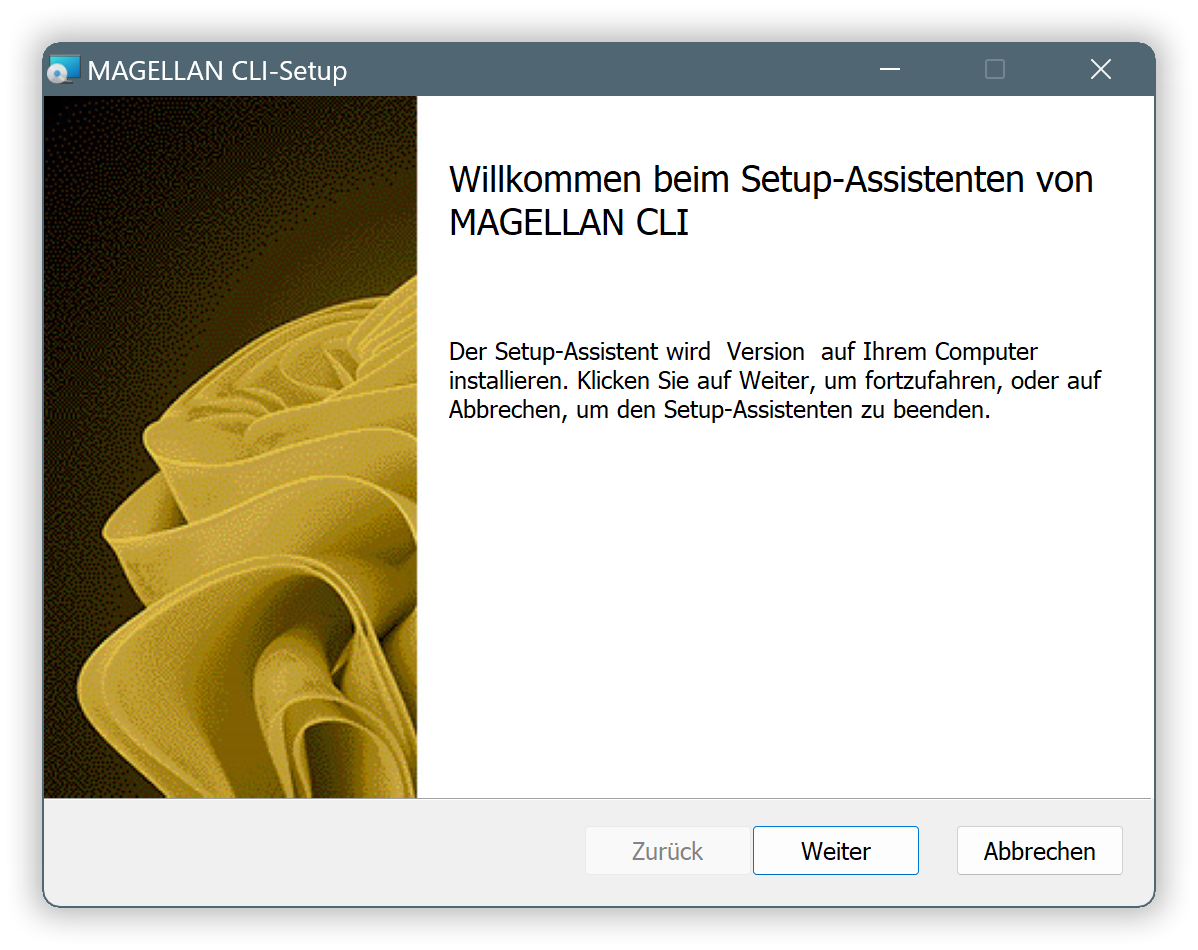 MAGELLAN CLI-Setup
Willkommen beim Setup-Assistenten von
MAGELLAN CLI
Der Setup-Assistent wird  Version  auf Ihrem Computer
installieren. Klicken Sie auf Weiter, um fortzufahren, oder auf
Abbrechen, um den Setup-Assistenten zu beenden.
Zurück
Weiter
Abbrechen